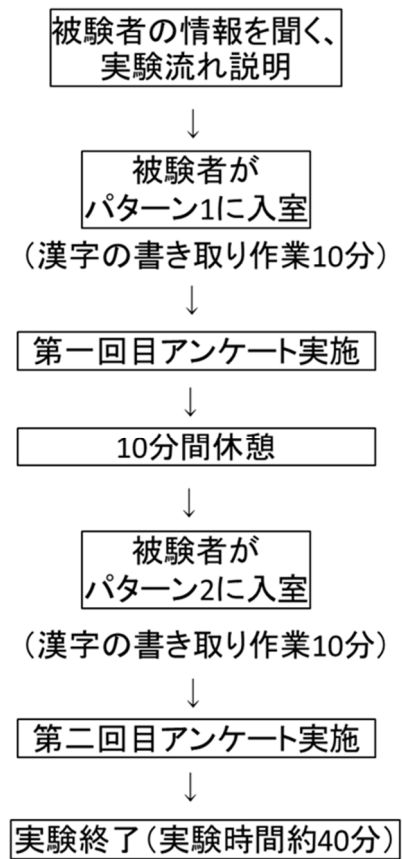 被験者の情報を聞く、
実験流れ説明
↓
被験者が
パターン1に入室
（漢字の書き取り作業10分）
↓
第一回目アンケート実施
↓
10分間休憩
↓
被験者が
パターン2に入室
（漢字の書き取り作業10分）
↓
第二回目アンケート実施
↓
実験終了（実験時間約40分）